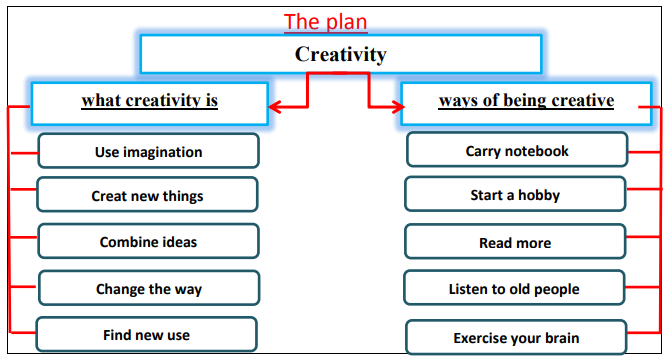 The plan
Creativity
what creativity is
Use imagination
Creat new things
Combine ideas
Change the way
Find new use
ways of being creative
Carry notebook
Start a hobby
Read more
Listen to old people
Exercise your brain